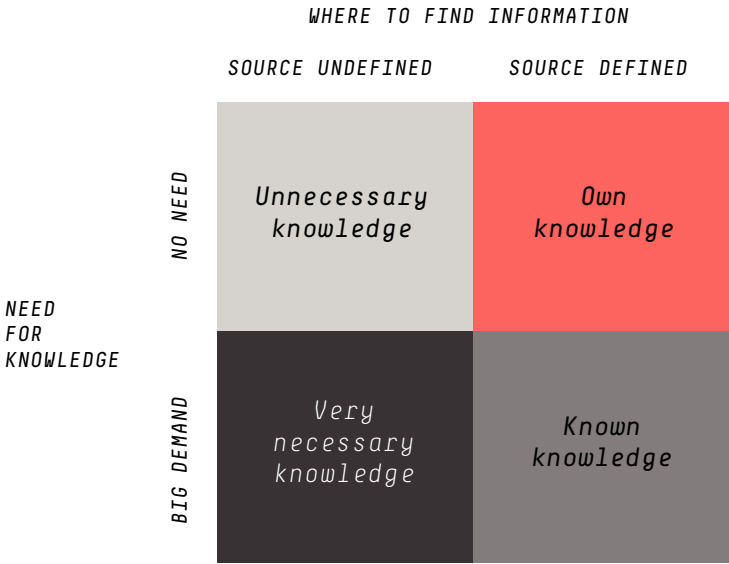 WHERE TO FIND INFORMATION
SOURCE UNDEFINED
SOURCE DEFINED
NO NEED
Unnecessary
knowledge
Own
knowledge
NEED
FOR
KNOWLEDGE
BIG DEMAND
Very
necessary
knowledge
Known
knowledge